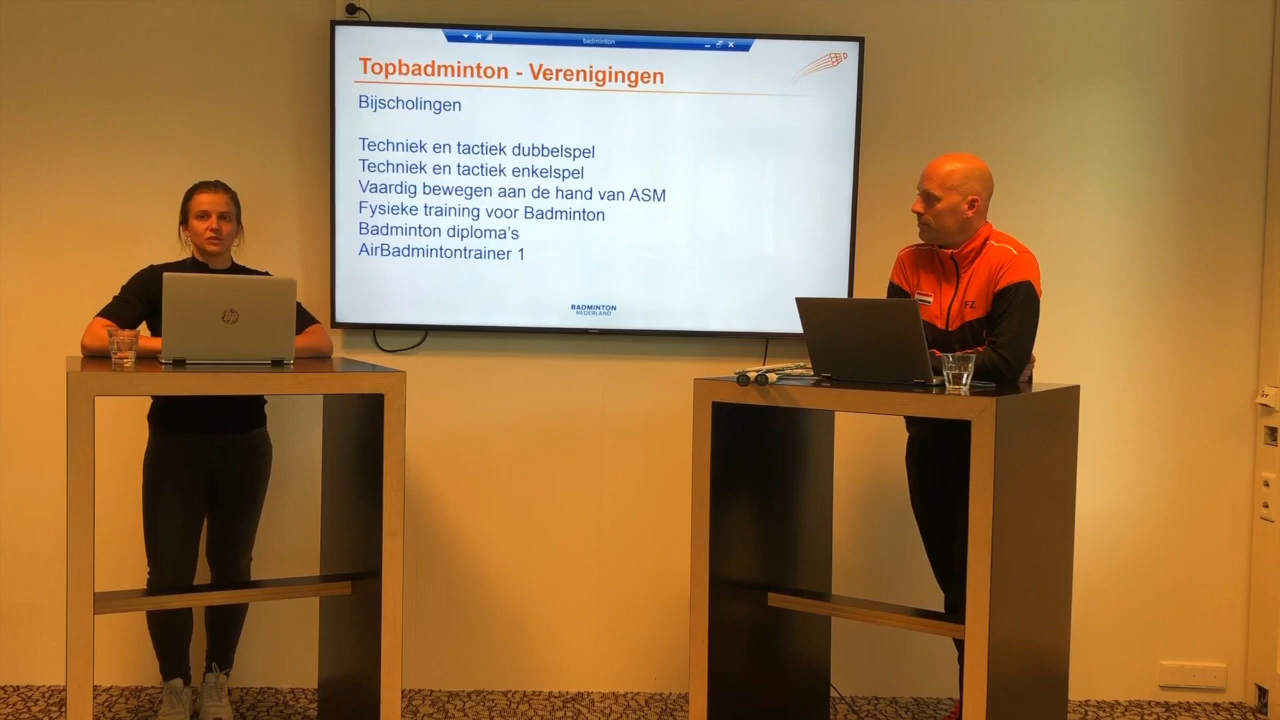 badminton
Topbadminton - Verenigingen
Bijscholingen
Techniek en tactiek dubbelspel
Techniek en tactiek enkelspel
Vaardig bewegen aan de hand van ASM
Fysieke training voor Badminton
Badminton diploma's
AirBadmintontrainer 1
BADMINTON
NEDERLAND
hp
FZ